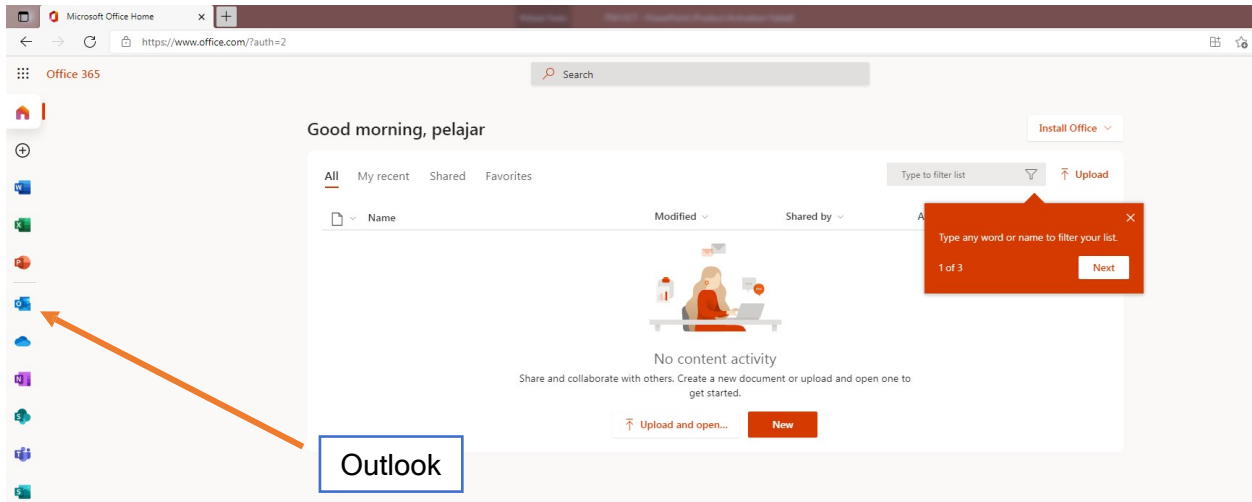 Microsoft Office Home
https://www.office.com/?auth=2
Office 365
Search
Good morning, pelajar
Install Office
All My recent Shared Favorites
Type to filter list
Upload
Name Modified Shared by A
Type any word or name to filter your list.
1 of 3 Next
No content activity
Share and collaborate with others. Create a new document or upload and open one to
get started.
Upload and open... New
Outlook